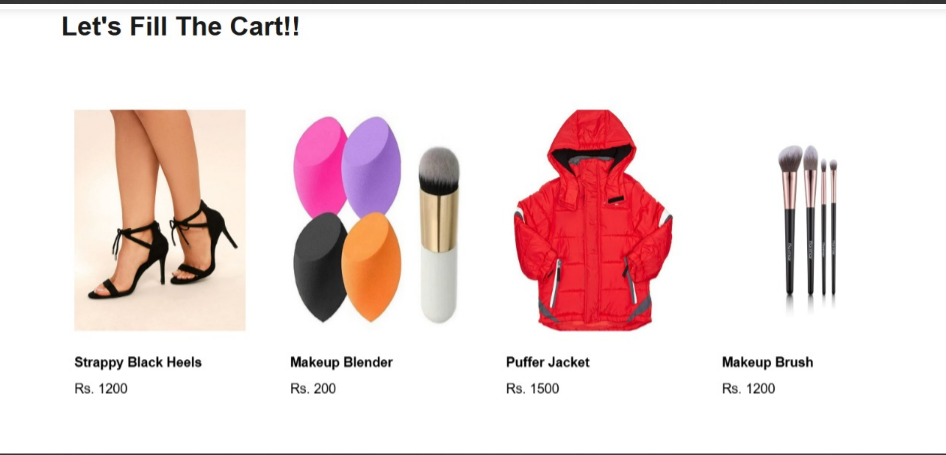 Let's Fill The Cart!!
Strappy Black Heels
Rs. 1200
Makeup Blender
Rs. 200
Puffer Jacket
Rs. 1500
Makeup Brush
Rs. 1200